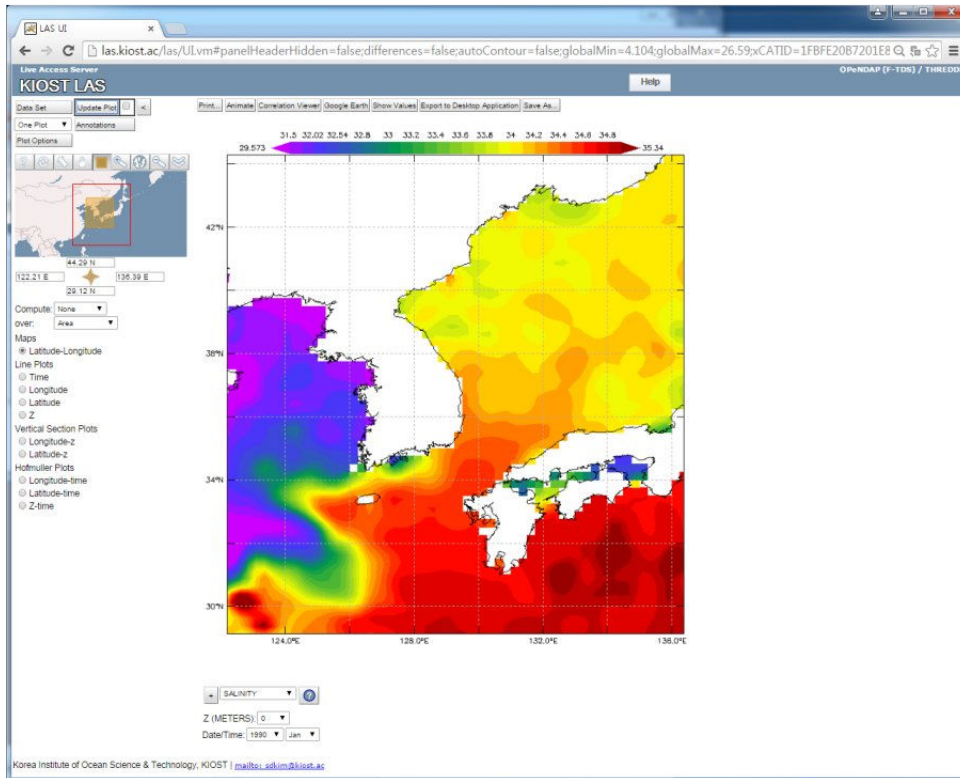 LAS UI
las.kiost.ac/las/UI.vm#panelHeaderHidden=false;differences=false;autoContour=false;globalMin=4.104;globalMax=26.59;xCATID=1FBFE20B7201E8
Live Access Server
OPeNDAP (F-TDS) / THREDD
KIOST LAS
Help
Data Set
Update Plot
<
Print...
Animate
Correlation Viewer
Google Earth
Show Values
Export to Desktop Application
Save As...
One Plot
Annotations
Plot Options
31.5 32.02 32.54 32.8 33 33.2 33.4 33.6 33.8 34 34.2 34.4 34.6 34.8
29.573
35.34
44.29 N
122.21 E
136.39 E
29.12 N
Compute: None
over: Area
Maps
Latitude-Longitude
Line Plots
Time
Longitude
Latitude
Z
Vertical Section Plots
Longitude-z
Latitude-z
Hofmuller Plots
Longitude-time
Latitude-time
Z-time
42°N
38°N
34°N
30°N
124.0°E
128.0°E
132.0°E
136.0°E
+
SALINITY
?
Z (METERS): 0
Date/Time: 1990 Jan
Korea Institute of Ocean Science & Technology, KIOST | mailto: sdkim@kiost.ac